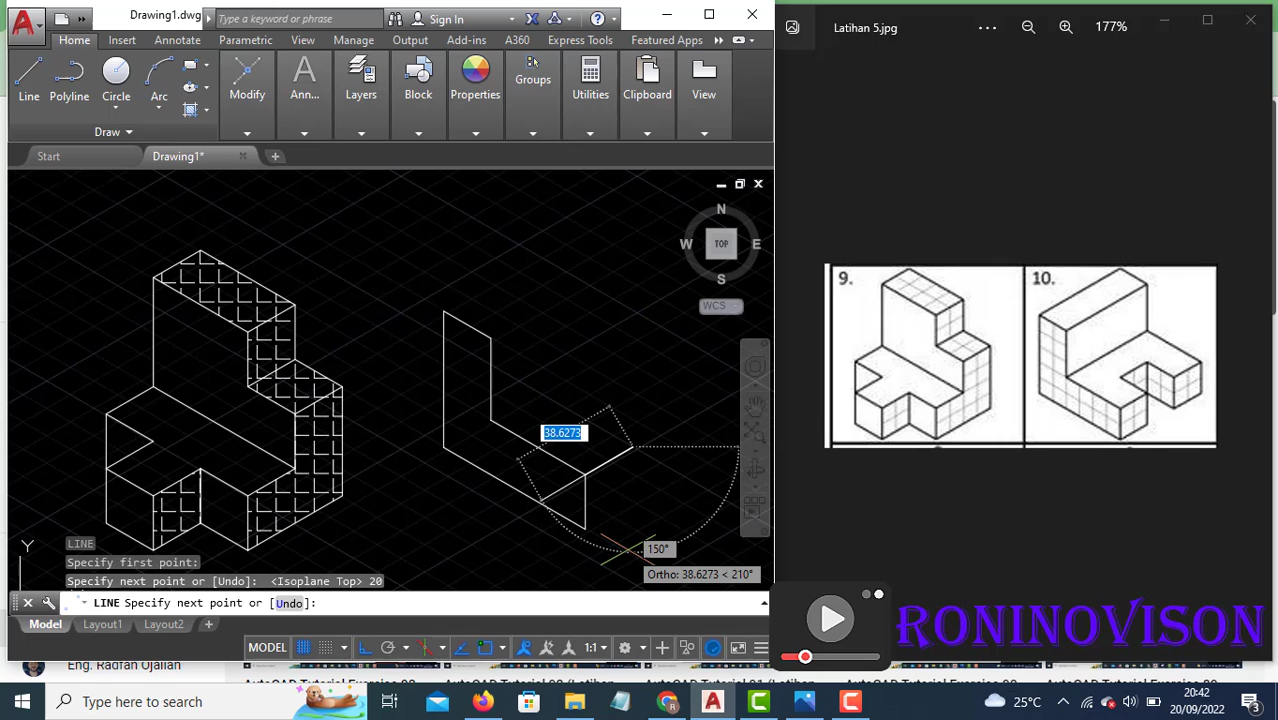 Drawing1.dwg
Type a keyword or phrase
Sign In
Home Insert Annotate Parametric View Manage Output Add-ins A360 Express Tools Featured Apps
Line Polyline Circle Arc Modify Ann... Layers Block Properties Groups Utilities Clipboard View
Draw
Start Drawing1*
N
W TOP E
S
WCS
38.6273
150°
Ortho: 38.6273 < 210°
Y
LINE
Specify first point:
Specify next point or [Undo]: <Isoplane Top> 20
LINE Specify next point or [Undo]:
Model Layout1 Layout2
MODEL 1:1
Latihan 5.jpg
177%
9. 10.
RONINOVISON
Eng. Radfan Ojailan
Type here to search
25°C
20:42
20/09/2022
3